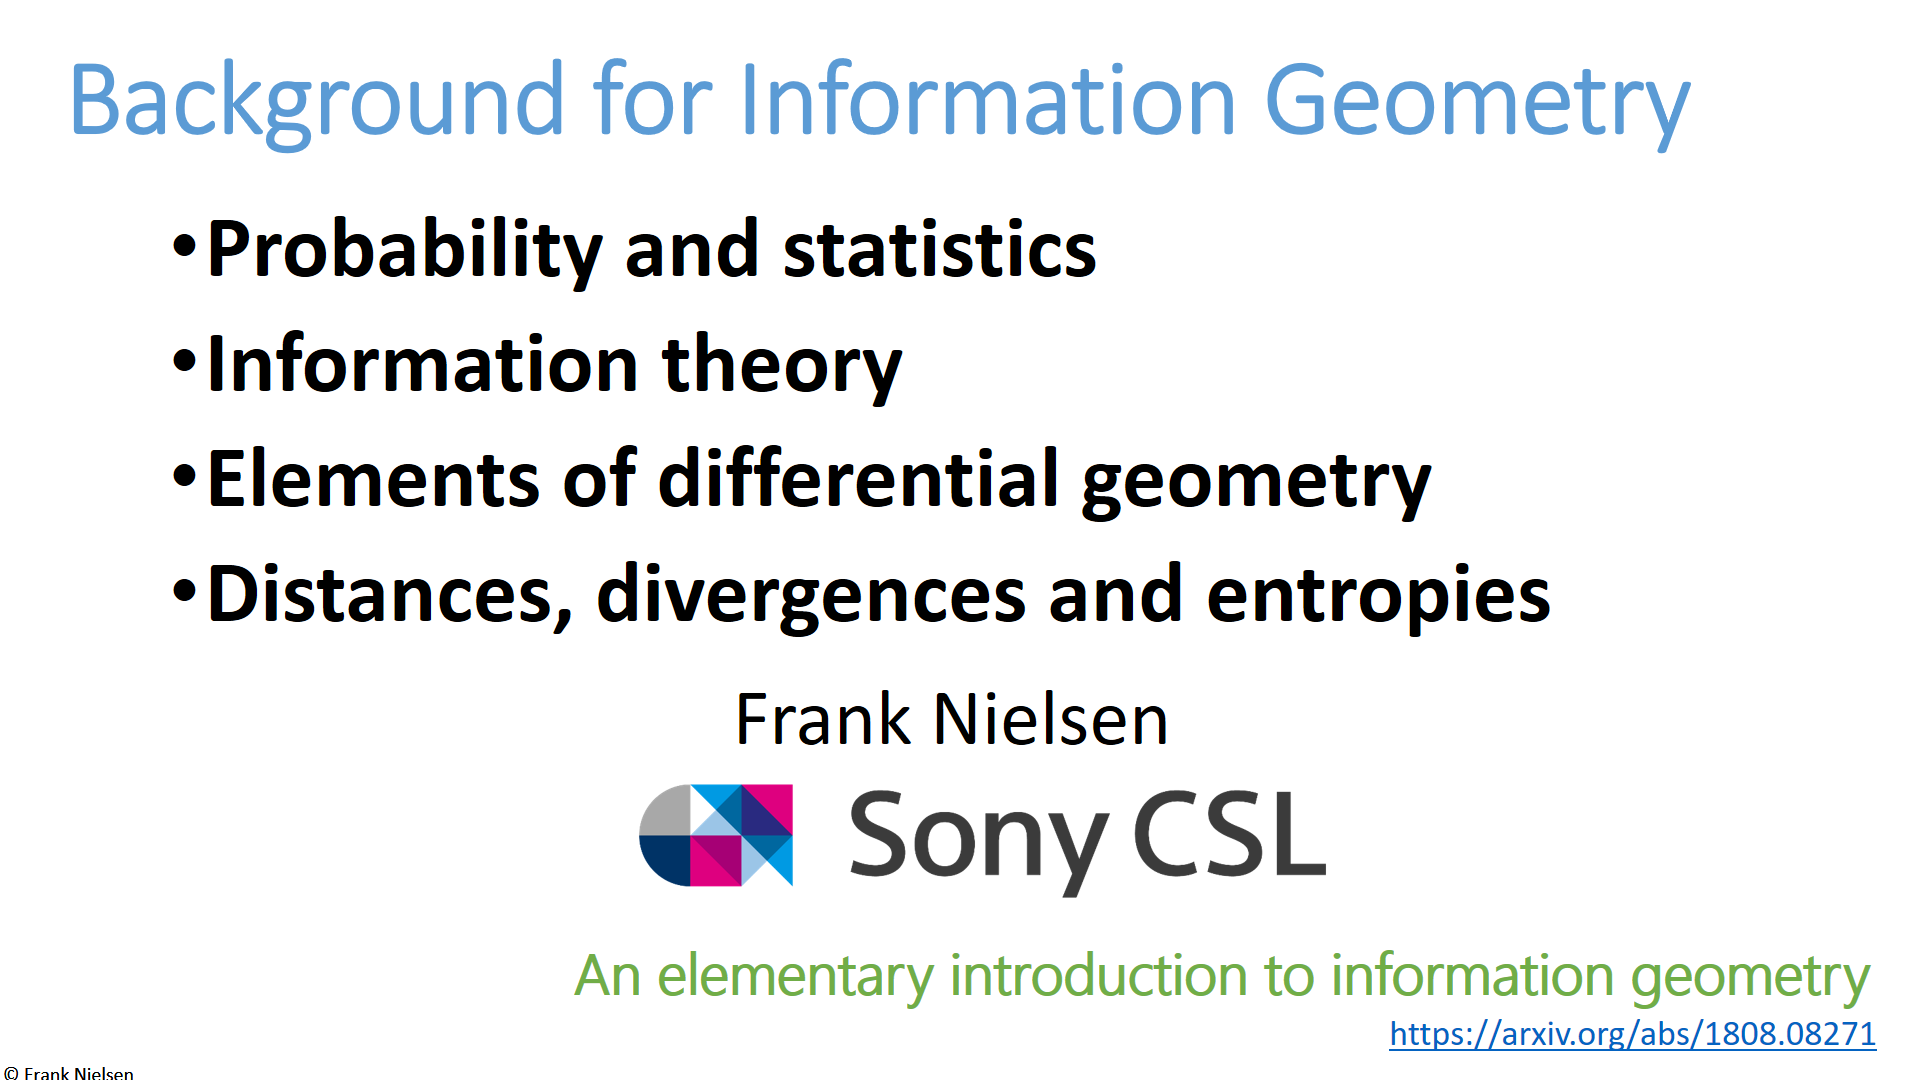 Background for Information Geometry
•Probability and statistics
•Information theory
•Elements of differential geometry
•Distances, divergences and entropies
Frank Nielsen
Sony CSL
An elementary introduction to information geometry
https://arxiv.org/abs/1808.08271
© Frank Nielsen